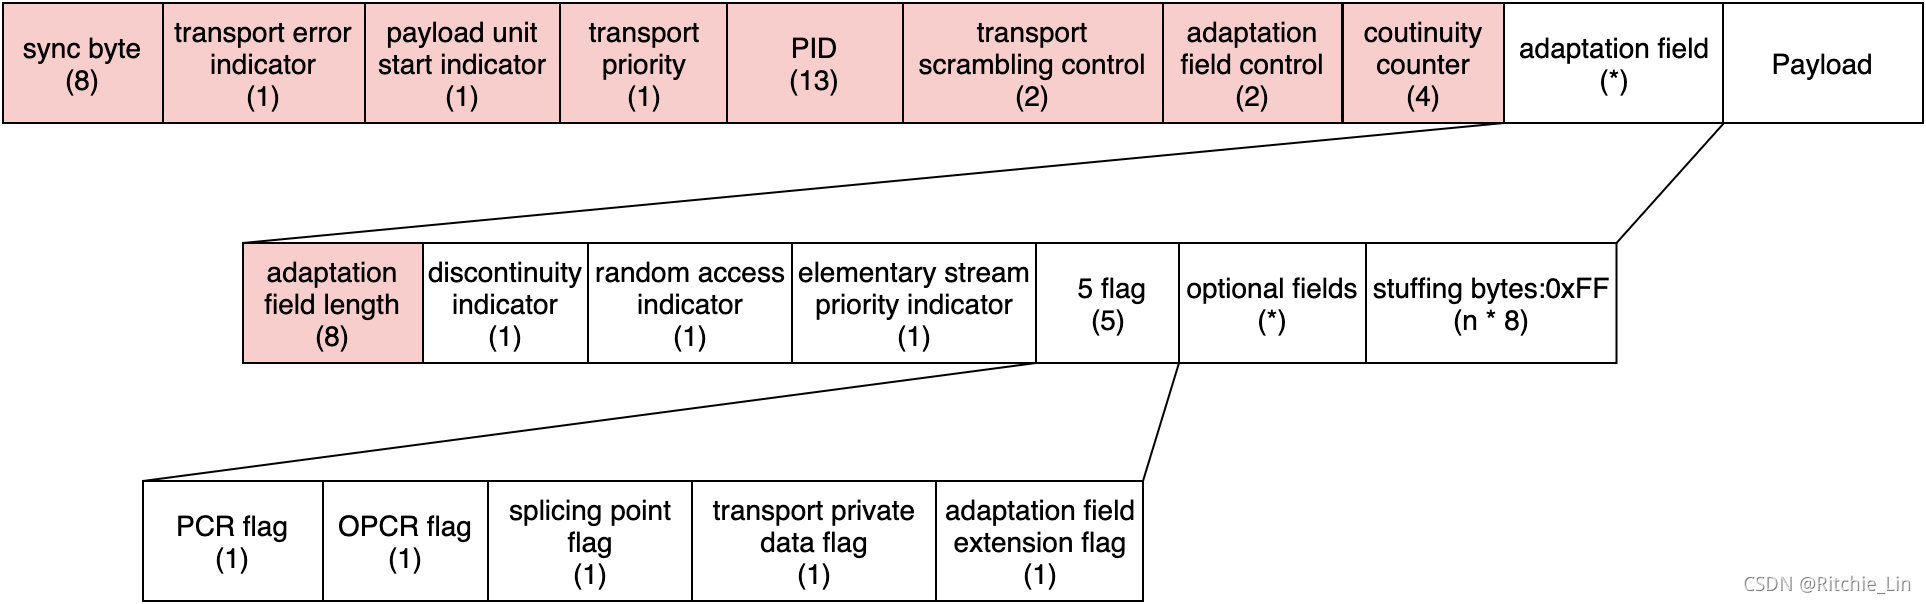 sync byte
(8)
transport error
indicator
(1)
payload unit
start indicator
(1)
transport
priority
(1)
PID
(13)
transport
scrambling control
(2)
adaptation
field control
(2)
coutinuity
counter
(4)
adaptation field
(*)
Payload
adaptation
field length
(8)
discontinuity
indicator
(1)
random access
indicator
(1)
elementary stream
priority indicator
(1)
5 flag
(5)
optional fields
(*)
stuffing bytes:0xFF
(n * 8)
PCR flag
(1)
OPCR flag
(1)
splicing point
flag
(1)
transport private
data flag
(1)
adaptation field
extension flag
(1)
CSDN @Ritchie_Lin